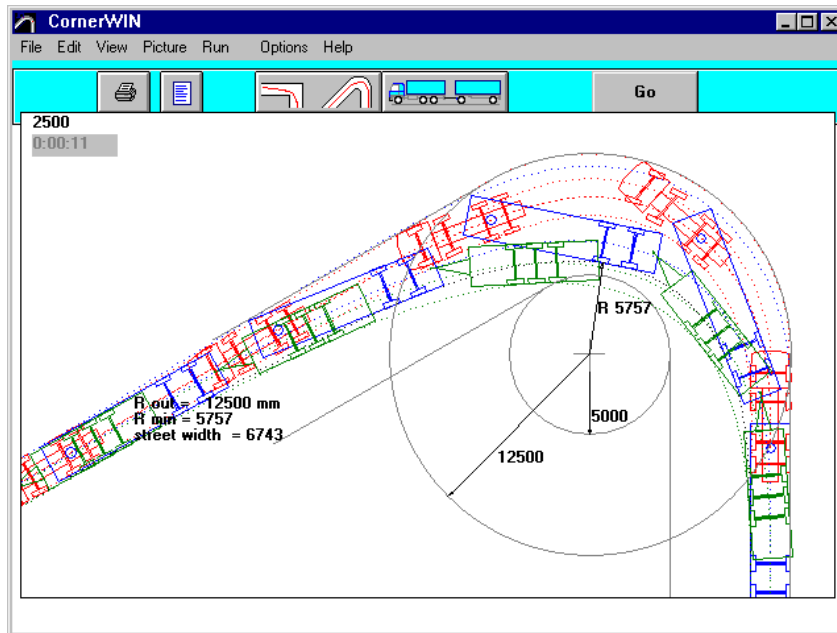 CornerWIN
File Edit View Picture Run Options Help
Go
2500
0:00:11
R 5757
R out = 12500 mm
R min = 5757
street width = 6743
5000
12500